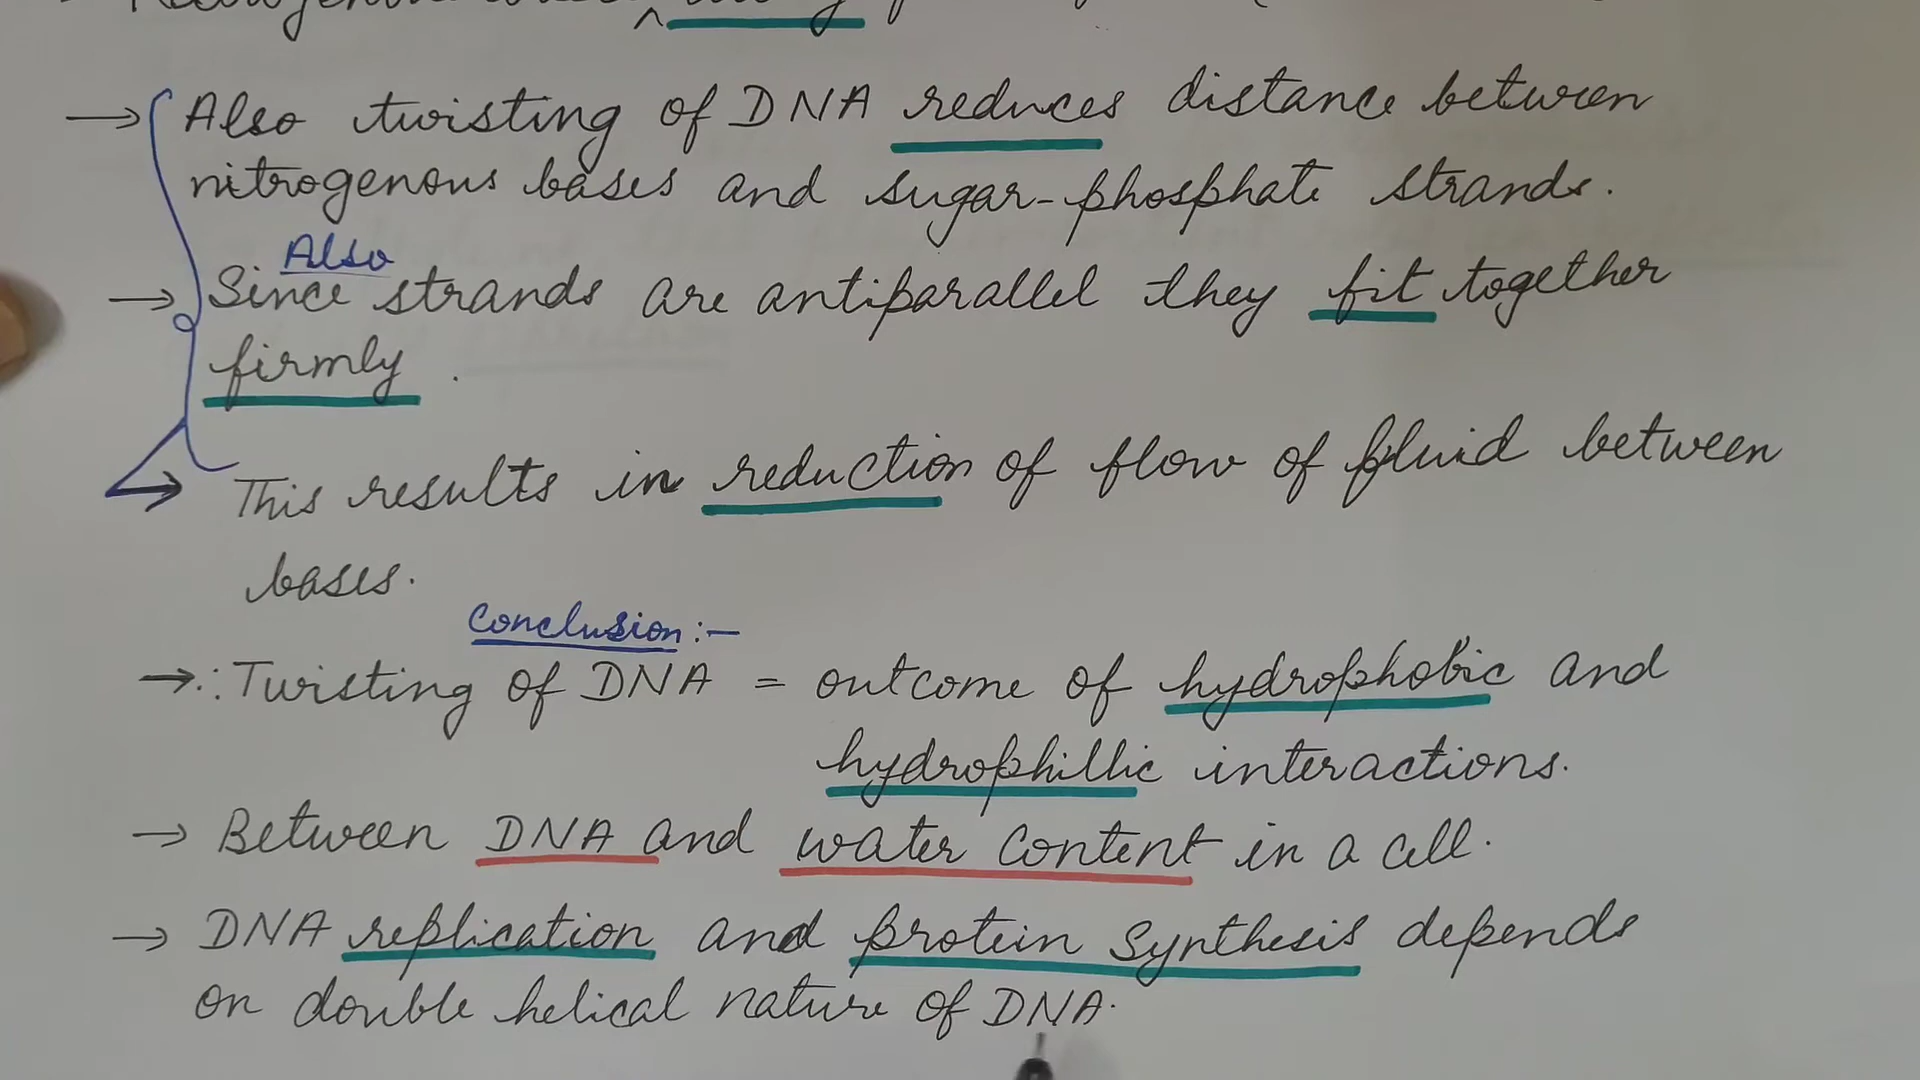 → Also twisting of DNA reduces distance between
nitrogenous bases and sugar-phosphate strands.
Also
→ Since strands are antiparallel they fit together
firmly.
→ This results in reduction of flow of fluid between
bases.
Conclusion:-
→ ∴ Twisting of DNA = outcome of hydrophobic and
hydrophillic interactions.
→ Between DNA and water content in a cell.
→ DNA replication and protein synthesis depends
on double helical nature of DNA.